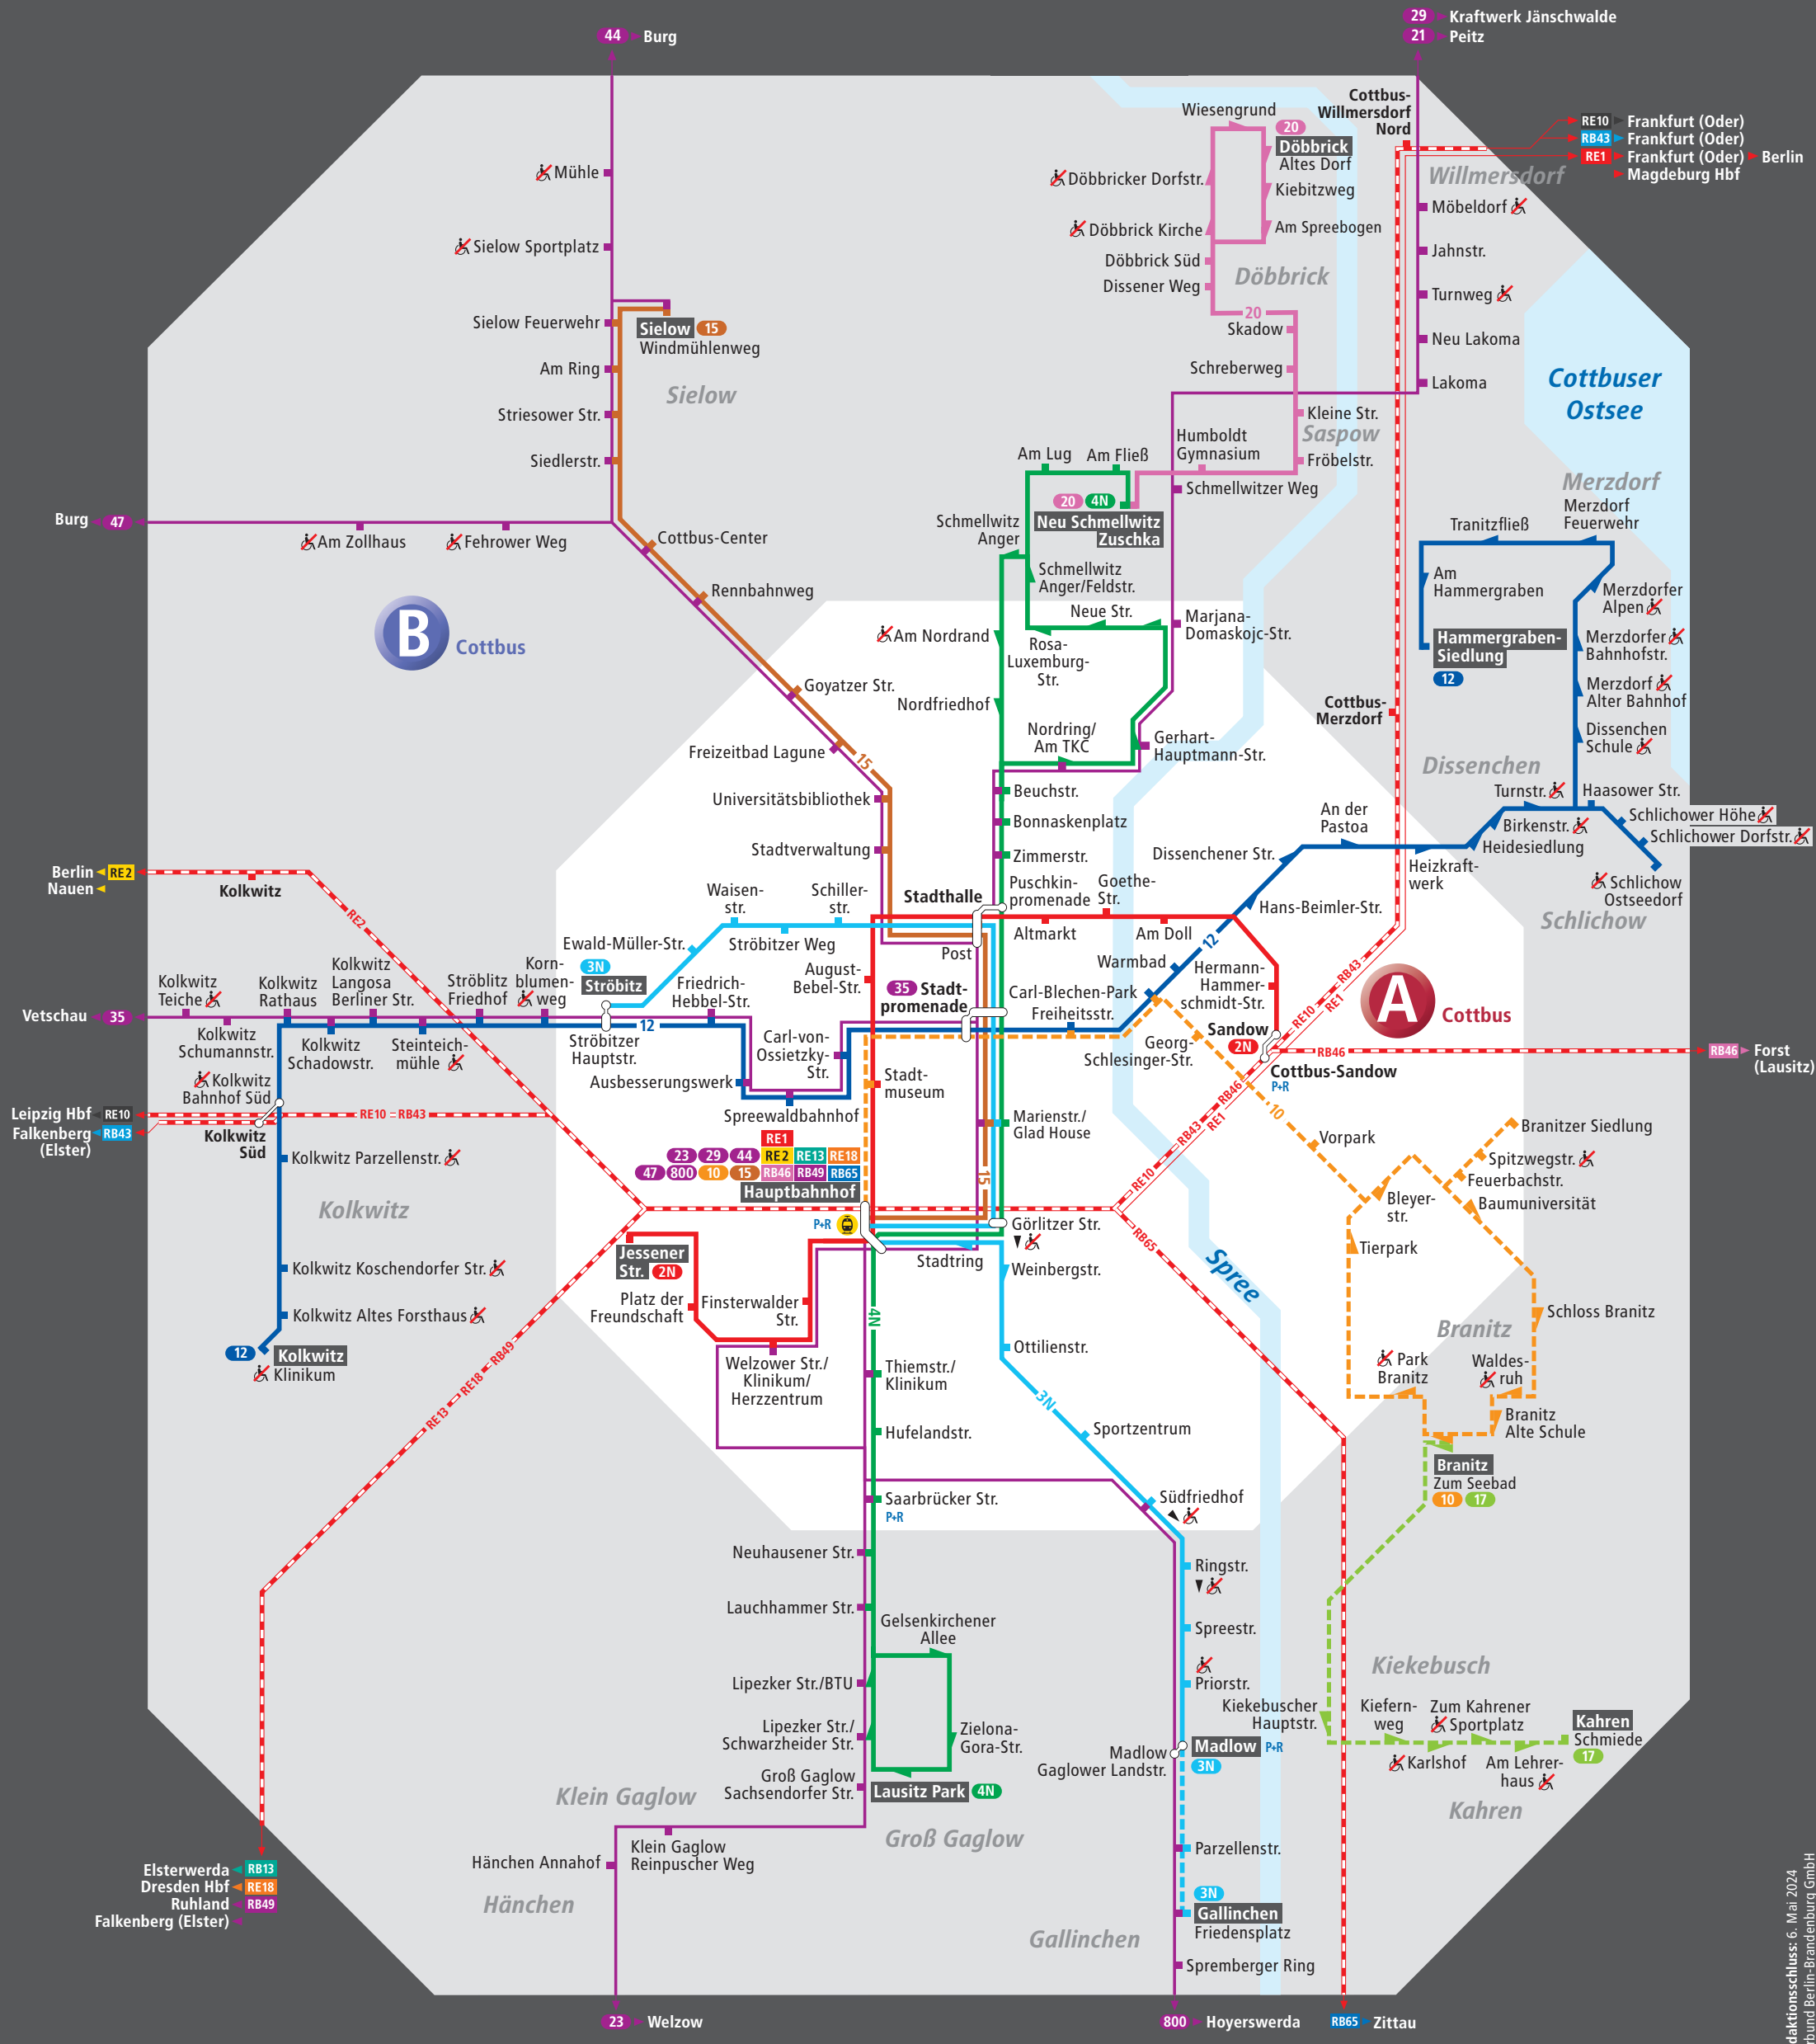 29 Kraftwerk Jänschwalde
21 Peitz
44 Burg
Cottbus-
Willmersdorf
Nord
Wiesengrund
20
Döbbrick
Altes Dorf
RE10 Frankfurt (Oder)
RB43 Frankfurt (Oder)
RE1 Frankfurt (Oder) Berlin
Magdeburg Hbf
Willmersdorf
Mühle
Döbbricker Dorfstr.
Kiebitzweg
Möbeldorf
Sielow Sportplatz
Döbbrick Kirche
Am Spreebogen
Jahnstr.
Döbbrick Süd
Döbbrick
Dissener Weg
Turnweg
20
Sielow Feuerwehr
Sielow 15
Windmühlenweg
Skadow
Neu Lakoma
Am Ring
Schreberweg
Lakoma
Sielow
Cottbuser
Ostsee
Striesower Str.
Kleine Str.
Saspow
Humboldt
Gymnasium
Siedlerstr.
Am Lug
Am Fließ
Fröbelstr.
Schmellwitzer Weg
Merzdorf
20 4N
Neu Schmellwitz
Zuschka
Burg 47
Am Zollhaus
Fehrower Weg
Cottbus-Center
Schmellwitz
Anger
Tranitzfließ
Merzdorf
Feuerwehr
Rennbahnweg
Schmellwitz
Anger/Feldstr.
Am
Hammergraben
Merzdorfer
Alpen
B Cottbus
Neue Str.
Marjana-
Domaskojc-Str.
Am Nordrand
Rosa-
Luxemburg-
Str.
Hammergraben-
Siedlung
12
Merzdorfer
Bahnhofstr.
Goyatzer Str.
Nordfriedhof
Merzdorf
Alter Bahnhof
Cottbus-
Merzdorf
Freizeitbad Lagune
15
Nordring/
Am TKC
Gerhart-
Hauptmann-Str.
Dissenchen
Schule
Dissenchen
Universitätsbibliothek
Beuchstr.
Turnstr.
Haasower Str.
Bonnaskenplatz
An der
Pastoa
Birkenstr.
Schlichower Höhe
Schlichower Dorfstr.
Stadtverwaltung
Zimmerstr.
Dissenchener Str.
Heidesiedlung
Heizkraft-
werk
Berlin RE2
Nauen
Kolkwitz
RE2
Waisen-
str.
Schiller-
str.
Stadthalle
Puschkin-
promenade
Goethe-
Str.
Schlichow
Ostseedorf
Schlichow
Hans-Beimler-Str.
Ewald-Müller-Str.
Ströbitzer Weg
Post
Altmarkt
Am Doll
12
3N
Ströbitz
August-
Bebel-Str.
Warmbad
Hermann-
Hammer-
schmidt-Str.
RB43
RE1
RE10
Kolkwitz
Teiche
Kolkwitz
Rathaus
Kolkwitz
Langosa
Berliner Str.
Ströblitz
Friedhof
Korn-
blumen-
weg
Friedrich-
Hebbel-Str.
35 Stadt-
promenade
Carl-Blechen-Park
Freiheitsstr.
A Cottbus
Vetschau 35
12
Sandow
2N
Kolkwitz
Schumannstr.
Kolkwitz
Schadowstr.
Steinteich-
mühle
Ströbitzer
Hauptstr.
Carl-von-
Ossietzky-
Str.
Georg-
Schlesinger-Str.
RB46
RB46 Forst
(Lausitz)
Cottbus-Sandow
P+R
Kolkwitz
Bahnhof Süd
Ausbesserungswerk
Stadt-
museum
RB46
10
Leipzig Hbf RE10
Falkenberg RB43
(Elster)
RE10 – RB43
Spreewaldbahnhof
Marienstr./
Glad House
RB43
RE1
Kolkwitz
Süd
Vorpark
Branitzer Siedlung
Kolkwitz Parzellenstr.
RE1
23 29 44 RE2 RE13 RE18
47 800 10 15 RB46 RB49 RB65
Hauptbahnhof
15
RE10
Spitzwegstr.
Feuerbachstr.
Bleyer-
str.
Baumuniversität
Kolkwitz
P+R
Görlitzer Str.
RB65
Tierpark
Jessener
Str. 2N
Stadtring
Weinbergstr.
Spree
Kolkwitz Koschendorfer Str.
Platz der
Freundschaft
Finsterwalder
Str.
4N
Schloss Branitz
Kolkwitz Altes Forsthaus
Branitz
12 Kolkwitz
Klinikum
RB49
RE18
RE13
Welzower Str./
Klinikum/
Herzzentrum
Ottilienstr.
Thiemstr./
Klinikum
3N
Park
Branitz
Waldes-
ruh
Hufelandstr.
Sportzentrum
Branitz
Alte Schule
Branitz
Zum Seebad
10 17
Saarbrücker Str.
P+R
Südfriedhof
Neuhausener Str.
Ringstr.
Lauchhammer Str.
Gelsenkirchener
Allee
Spreestr.
Kiekebusch
Lipezker Str./BTU
Priorstr.
Kiekebuscher
Hauptstr.
Kiefern-
weg
Zum Kahrener
Sportplatz
Kahren
Schmiede
17
Lipezker Str./
Schwarzheider Str.
Zielona-
Gora-Str.
Madlow
Gaglower Landstr.
Madlow P+R
3N
Karlshof
Am Lehrer-
haus
Groß Gaglow
Sachsendorfer Str.
Lausitz Park 4N
Klein Gaglow
Groß Gaglow
Kahren
Klein Gaglow
Reinpuscher Weg
Hänchen Annahof
Parzellenstr.
Elsterwerda RB13
Dresden Hbf RE18
Ruhland RB49
Falkenberg (Elster)
Hänchen
3N
Gallinchen
Friedensplatz
Gallinchen
Spremberger Ring
23 Welzow
800 Hoyerswerda
RB65 Zittau
daktionsschluss: 6. Mai 2024
bund Berlin-Brandenburg GmbH